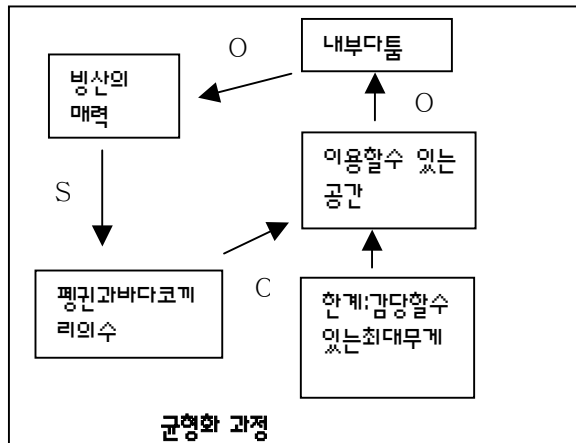 내부다툼
O
빙산의
매력
O
이용할수 있는
공간
S
펭귄과바다코끼
리의수
C
한계:감당할수
있는최대무게
균형화 과정